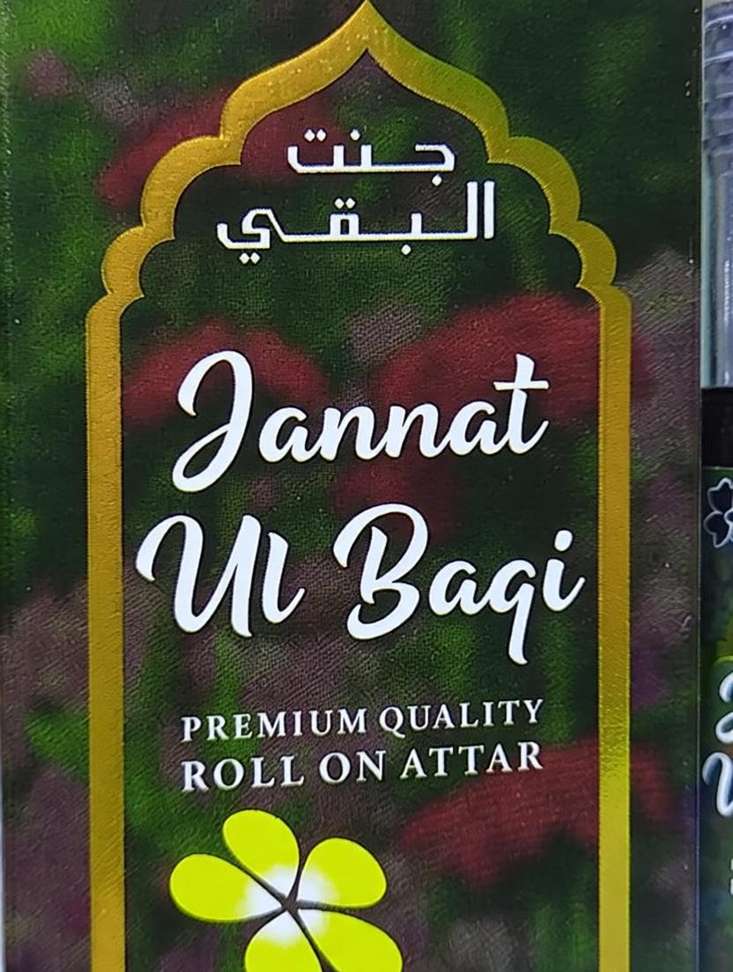 جنت
البقي
Jannat
Ul Baqi
PREMIUM QUALITY
ROLL ON ATTAR